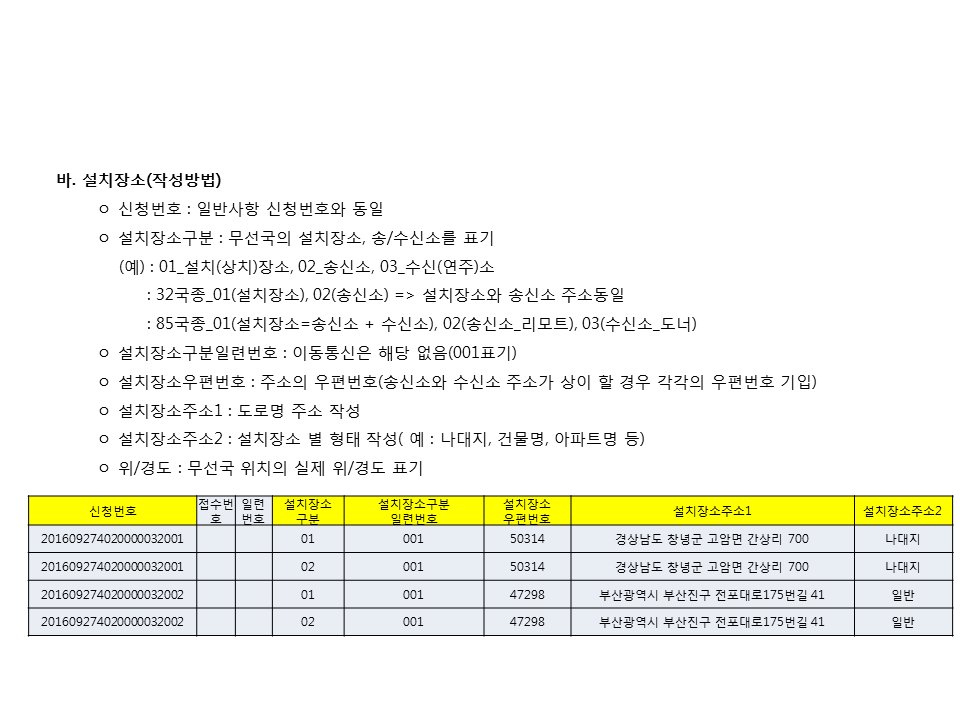 바. 설치장소(작성방법)
○ 신청번호 : 일반사항 신청번호와 동일
○ 설치장소구분 : 무선국의 설치장소, 송/수신소를 표기
(예) : 01_설치(상치)장소, 02_송신소, 03_수신(연주)소
: 32국종_01(설치장소), 02(송신소) => 설치장소와 송신소 주소동일
: 85국종_01(설치장소=송신소 + 수신소), 02(송신소_리모트), 03(수신소_도너)
○ 설치장소구분일련번호 : 이동통신은 해당 없음(001표기)
○ 설치장소우편번호 : 주소의 우편번호(송신소와 수신소 주소가 상이 할 경우 각각의 우편번호 기입)
○ 설치장소주소1 : 도로명 주소 작성
○ 설치장소주소2 : 설치장소 별 형태 작성( 예 : 나대지, 건물명, 아파트명 등)
○ 위/경도 : 무선국 위치의 실제 위/경도 표기
신청번호 접수번호 일련번호 설치장소구분 설치장소구분일련번호 설치장소우편번호 설치장소주소1 설치장소주소2
201609274020000032001 01 001 50314 경상남도 창녕군 고암면 간상리 700 나대지
201609274020000032001 02 001 50314 경상남도 창녕군 고암면 간상리 700 나대지
201609274020000032002 01 001 47298 부산광역시 부산진구 전포대로175번길 41 일반
201609274020000032002 02 001 47298 부산광역시 부산진구 전포대로175번길 41 일반